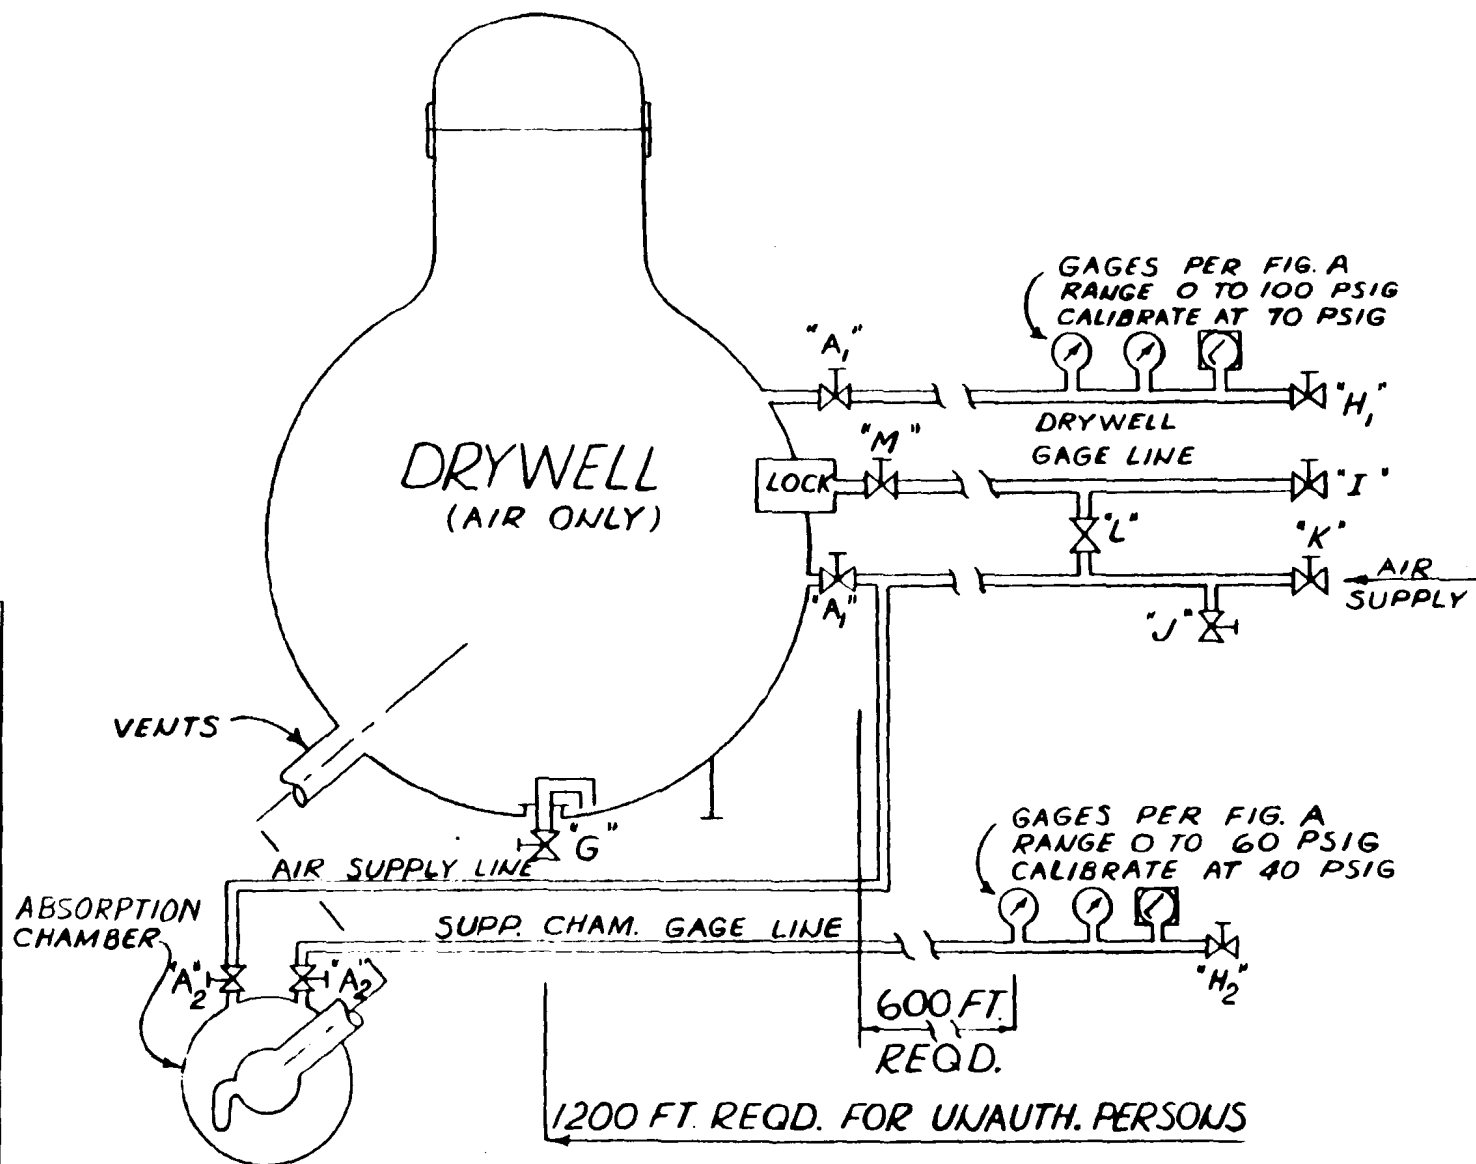 GAGES PER FIG. A
RANGE 0 TO 100 PSIG
CALIBRATE AT 70 PSIG
"A1"
"H1"
DRYWELL
GAGE LINE
"M"
DRYWELL
(AIR ONLY)
LOCK
"I"
"L"
"K"
AIR
SUPPLY
"A1"
"J"
VENTS
"G"
GAGES PER FIG. A
RANGE 0 TO 60 PSIG
CALIBRATE AT 40 PSIG
AIR SUPPLY LINE
ABSORPTION
CHAMBER
SUPP. CHAM. GAGE LINE
"A2"
"A2"
"H2"
600 FT.
REQD.
1200 FT. REQD. FOR UNAUTH. PERSONS